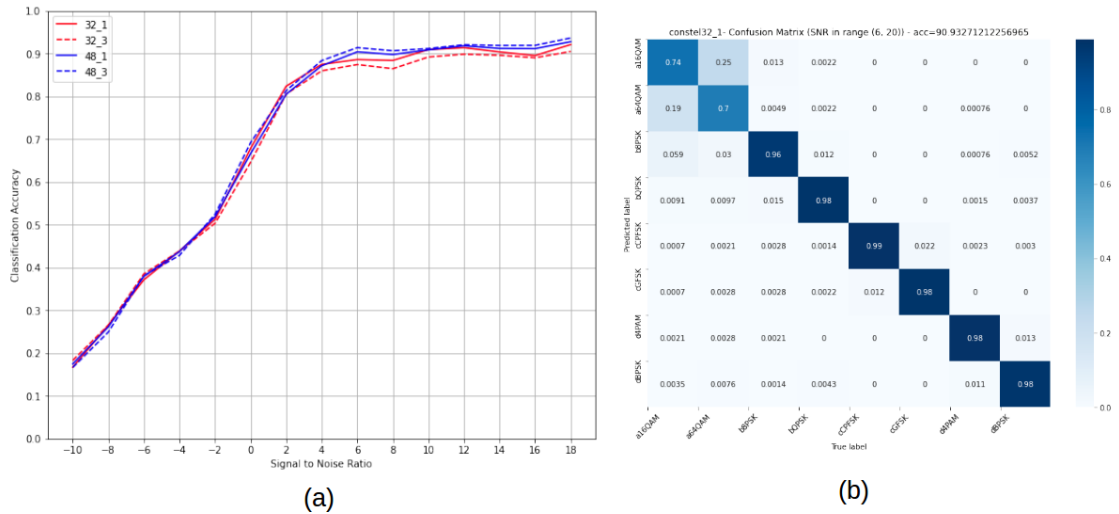 32_1
32_3
48_1
48_3
1.0
0.9
0.8
0.7
0.6
0.5
0.4
0.3
0.2
0.1
0.0
Classification Accuracy
−10 −8 −6 −4 −2 0 2 4 6 8 10 12 14 16 18
Signal to Noise Ratio
(a)
constel32_1- Confusion Matrix (SNR in range (6, 20)) - acc=90.93271212256965
a16QAM 0.74 0.25 0.013 0.0022 0 0 0 0
a64QAM 0.19 0.7 0.0049 0.0022 0 0 0.00076 0
b8PSK 0.059 0.03 0.96 0.012 0 0 0.00076 0.0052
bQPSK 0.0091 0.0097 0.015 0.98 0 0 0.0015 0.0037
cCPFSK 0.0007 0.0021 0.0028 0.0014 0.99 0.022 0.0023 0.003
cGFSK 0.0007 0.0028 0.0028 0.0022 0.012 0.98 0 0
d4PAM 0.0021 0.0028 0.0021 0 0 0 0.98 0.013
dBPSK 0.0035 0.0076 0.0014 0.0043 0 0 0.011 0.98
Predicted label
a16QAM a64QAM b8PSK bQPSK cCPFSK cGFSK d4PAM dBPSK
True label
0.8
0.6
0.4
0.2
0.0
(b)